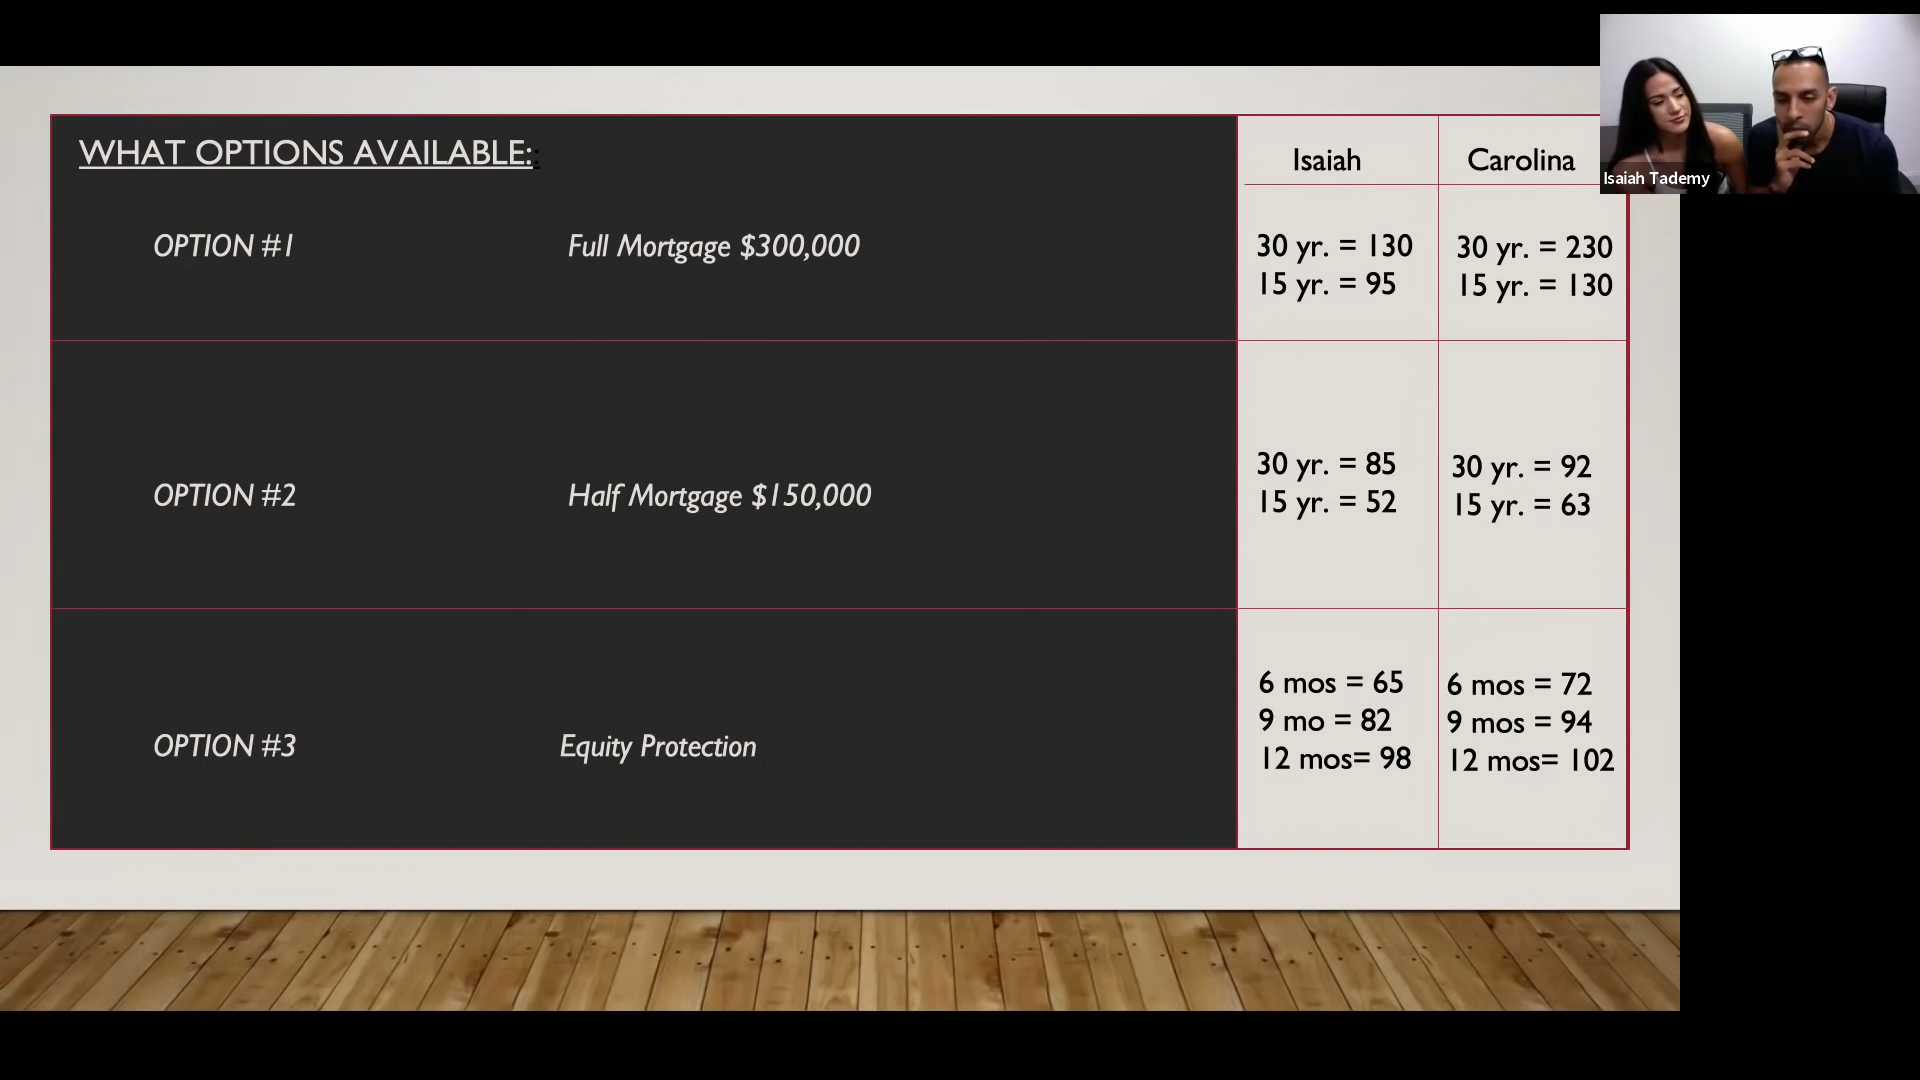 WHAT OPTIONS AVAILABLE::
Isaiah
Carolina
Isaiah Tademy
OPTION #1
Full Mortgage $300,000
30 yr. = 130
15 yr. = 95
30 yr. = 230
15 yr. = 130
OPTION #2
Half Mortgage $150,000
30 yr. = 85
15 yr. = 52
30 yr. = 92
15 yr. = 63
OPTION #3
Equity Protection
6 mos = 65
9 mo = 82
12 mos= 98
6 mos = 72
9 mos = 94
12 mos= 102